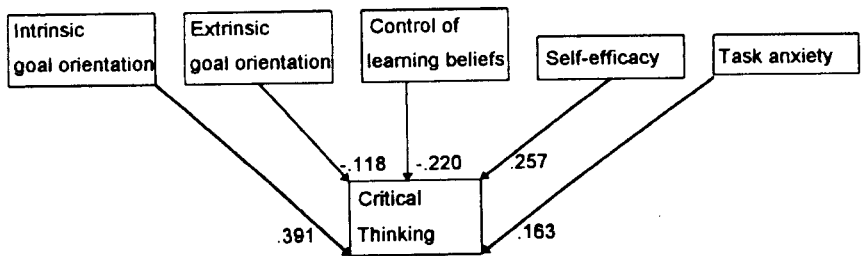 Intrinsic
goal orientation
Extrinsic
goal orientation
Control of
learning beliefs
Self-efficacy
Task anxiety
-.118
-.220
.257
Critical
Thinking
.391
.163